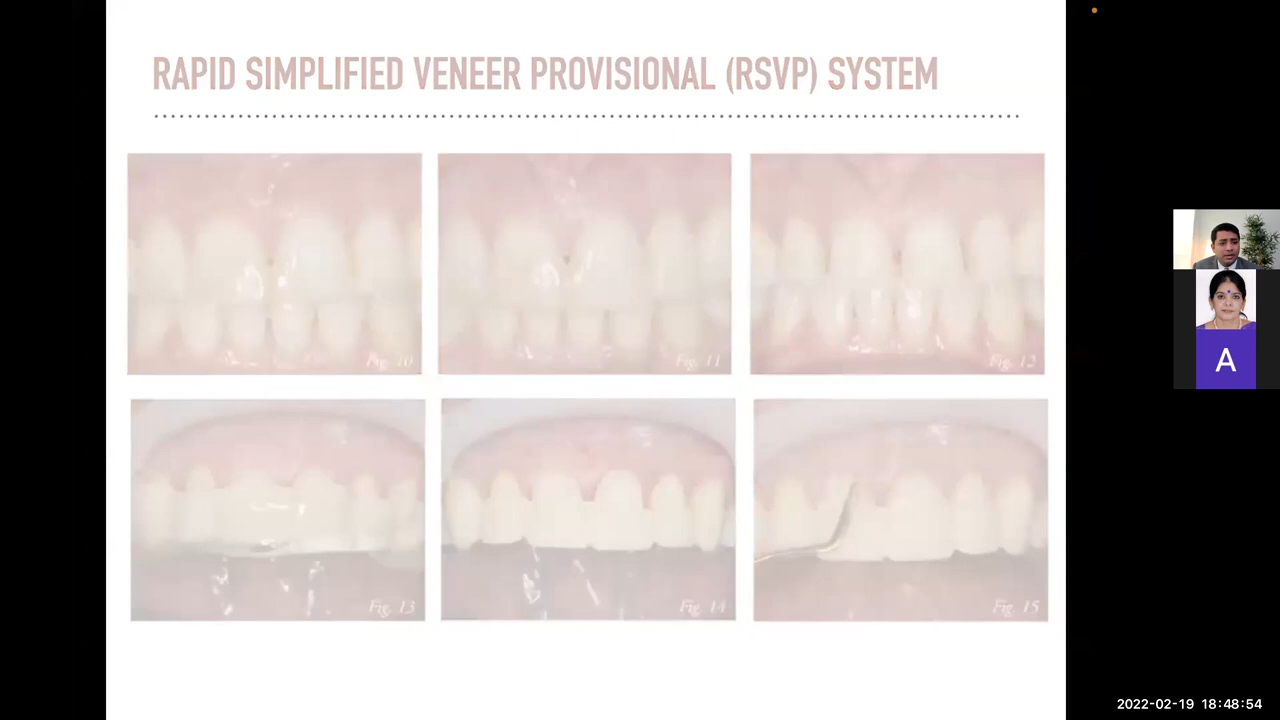 RAPID SIMPLIFIED VENEER PROVISIONAL (RSVP) SYSTEM
Fig. 10
Fig. 11
Fig. 12
Fig. 13
Fig. 14
Fig. 15
A
2022-02-19 18:48:54